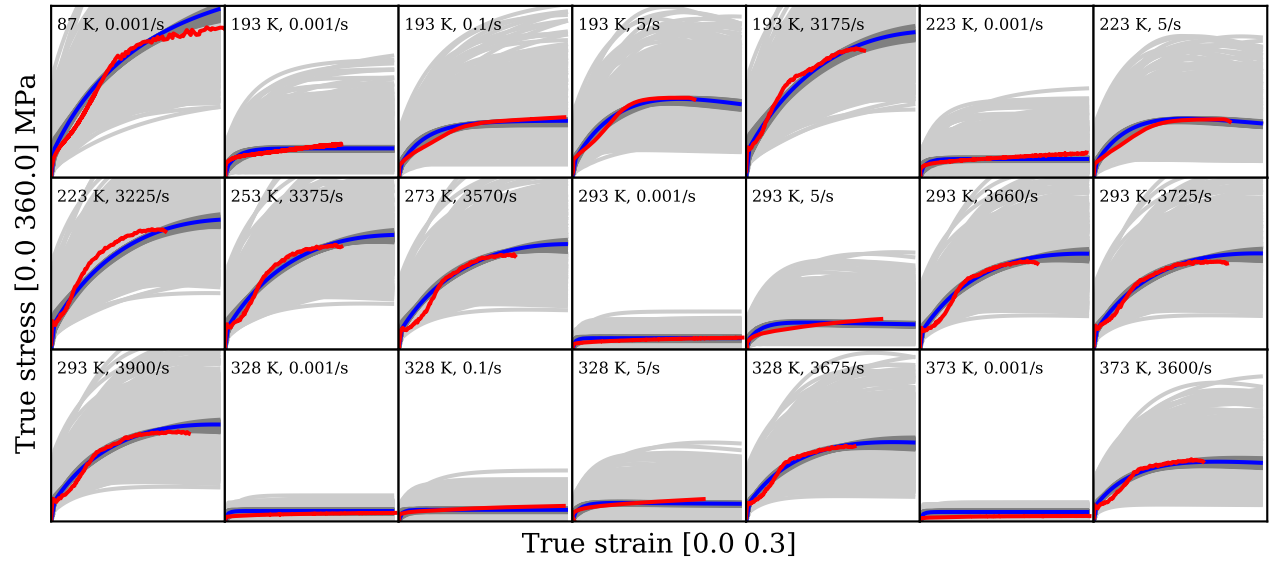 True stress [0.0 360.0] MPa
87 K, 0.001/s
193 K, 0.001/s
193 K, 0.1/s
193 K, 5/s
193 K, 3175/s
223 K, 0.001/s
223 K, 5/s
223 K, 3225/s
253 K, 3375/s
273 K, 3570/s
293 K, 0.001/s
293 K, 5/s
293 K, 3660/s
293 K, 3725/s
293 K, 3900/s
328 K, 0.001/s
328 K, 0.1/s
328 K, 5/s
328 K, 3675/s
373 K, 0.001/s
373 K, 3600/s
True strain [0.0 0.3]